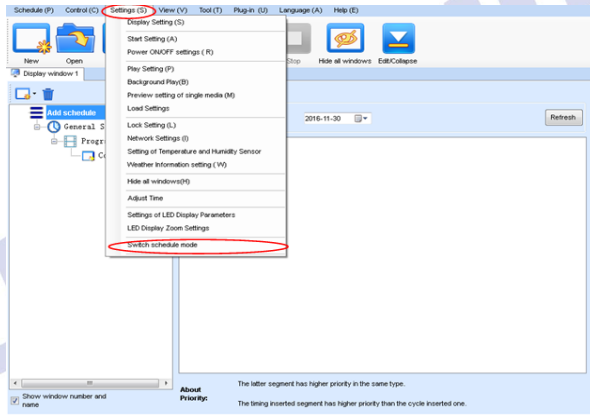 Schedule (P) Control (C) Settings (S) View (V) Tool (T) Plug-in (U) Language (A) Help (E)
New Open Stop Hide all windows Edit/Collapse
Display Setting (S)
Start Setting (A)
Power ON/OFF settings ( R)
Play Setting (P)
Background Play(B)
Preview setting of single media (M)
Load Settings
Lock Setting (L)
Network Settings (I)
Setting of Temperature and Humidity Sensor
Weather Information setting ( W)
Hide all windows(H)
Adjust Time
Settings of LED Display Parameters
LED Display Zoom Settings
Switch schedule mode
Display window 1
Add schedule
General S
Progr
Co
2016-11-30
Refresh
Show window number and
name
About
Priority:
The latter segment has higher priority in the same type.
The timing inserted segment has higher priority than the cycle inserted one.